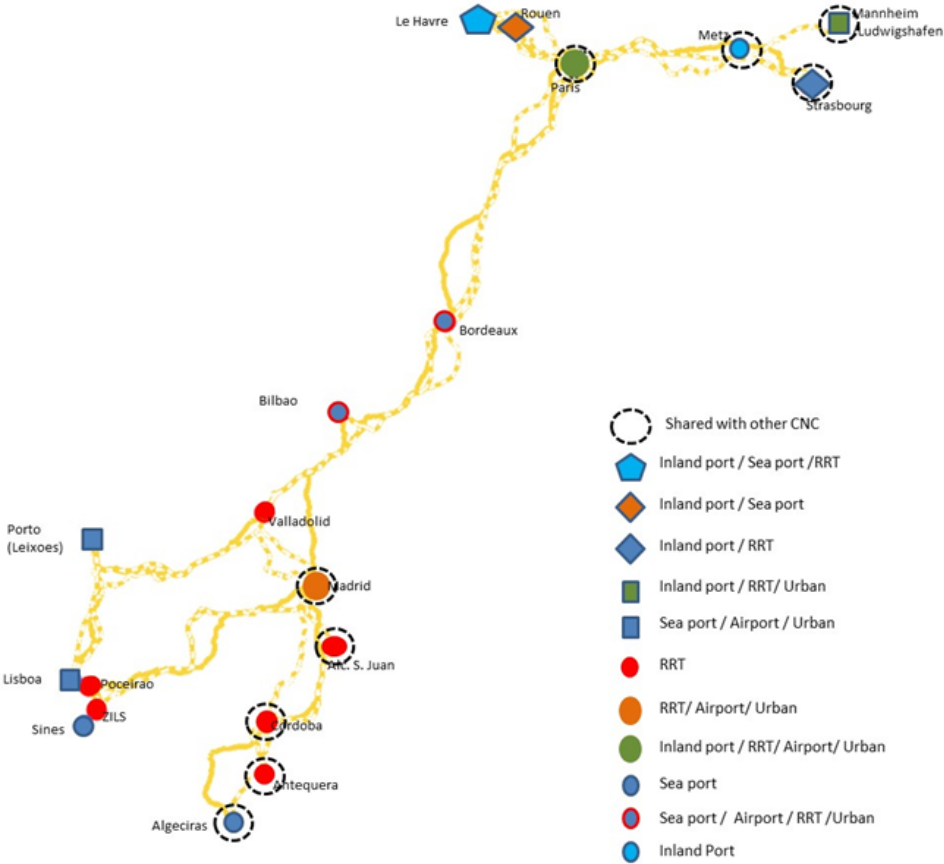 Le Havre
Rouen
Paris
Metz
Mannheim
Ludwigshafen
Strasbourg
Bordeaux
Bilbao
Valladolid
Porto
(Leixoes)
Madrid
Alc. S. Juan
Lisboa
Poceirao
ZILS
Sines
Cordoba
Antequera
Algeciras
Shared with other CNC
Inland port / Sea port /RRT
Inland port / Sea port
Inland port / RRT
Inland port / RRT/ Urban
Sea port / Airport / Urban
RRT
RRT/ Airport/ Urban
Inland port / RRT/ Airport/ Urban
Sea port
Sea port / Airport / RRT /Urban
Inland Port